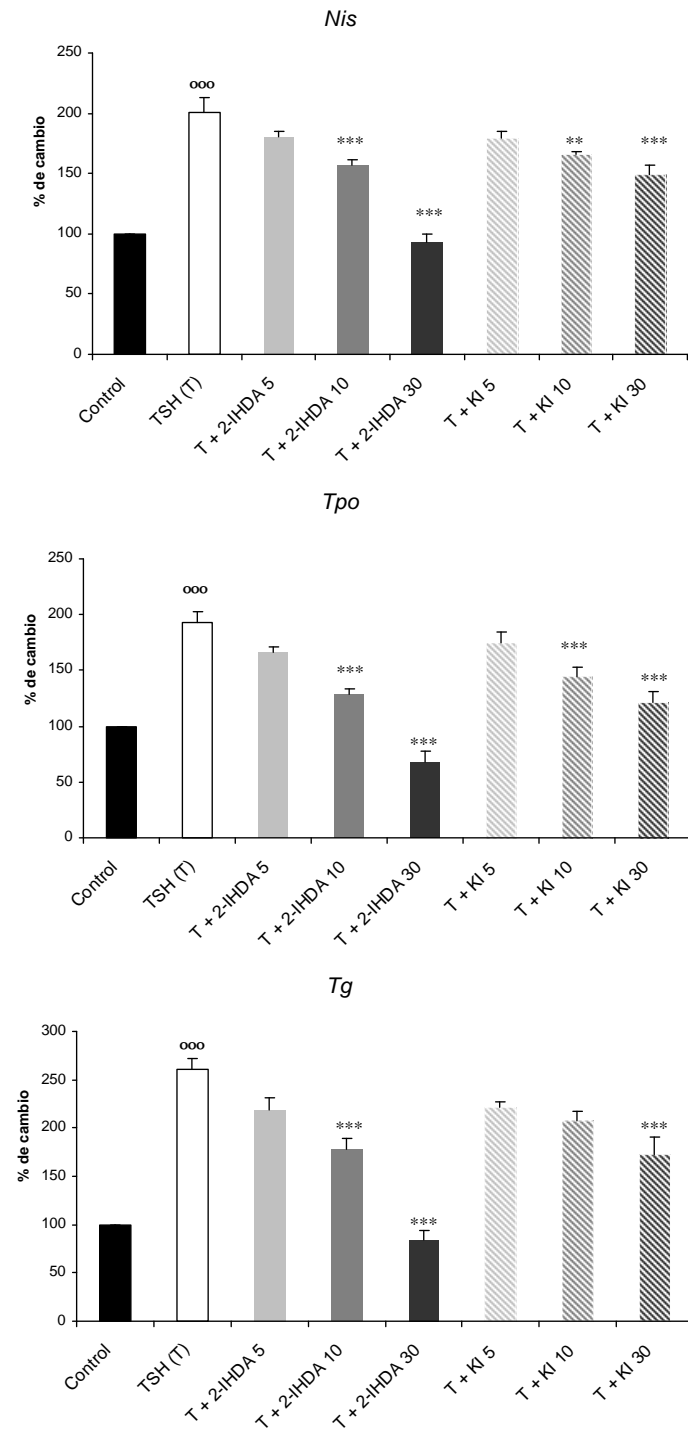 Nis
250
200
150
100
50
0
% de cambio
ooo
***
***
**
***
Control
TSH (T)
T + 2-IHDA 5
T + 2-IHDA 10
T + 2-IHDA 30
T + KI 5
T + KI 10
T + KI 30
Tpo
250
200
150
100
50
0
% de cambio
ooo
***
***
***
***
Control
TSH (T)
T + 2-IHDA 5
T + 2-IHDA 10
T + 2-IHDA 30
T + KI 5
T + KI 10
T + KI 30
Tg
300
250
200
150
100
50
0
% de cambio
ooo
***
***
***
Control
TSH (T)
T + 2-IHDA 5
T + 2-IHDA 10
T + 2-IHDA 30
T + KI 5
T + KI 10
T + KI 30